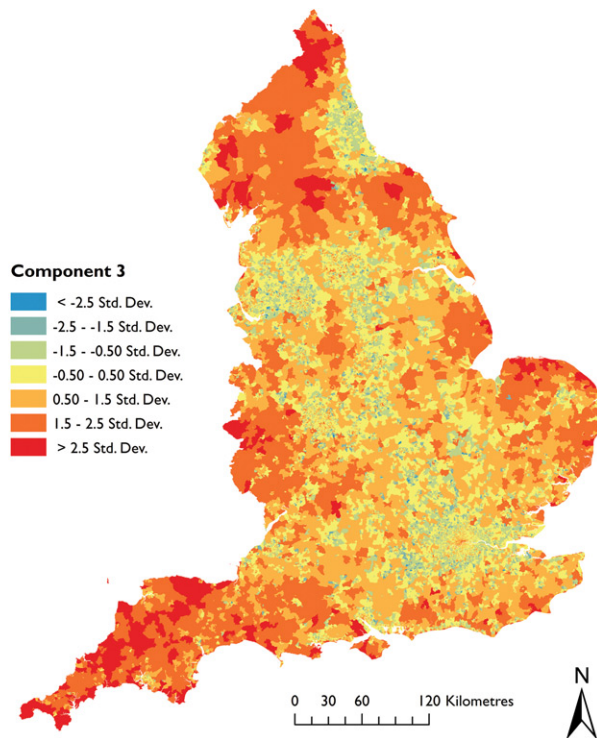 Component 3
< -2.5 Std. Dev.
-2.5 - -1.5 Std. Dev.
-1.5 - -0.50 Std. Dev.
-0.50 - 0.50 Std. Dev.
0.50 - 1.5 Std. Dev.
1.5 - 2.5 Std. Dev.
> 2.5 Std. Dev.
N
0 30 60 120 Kilometres